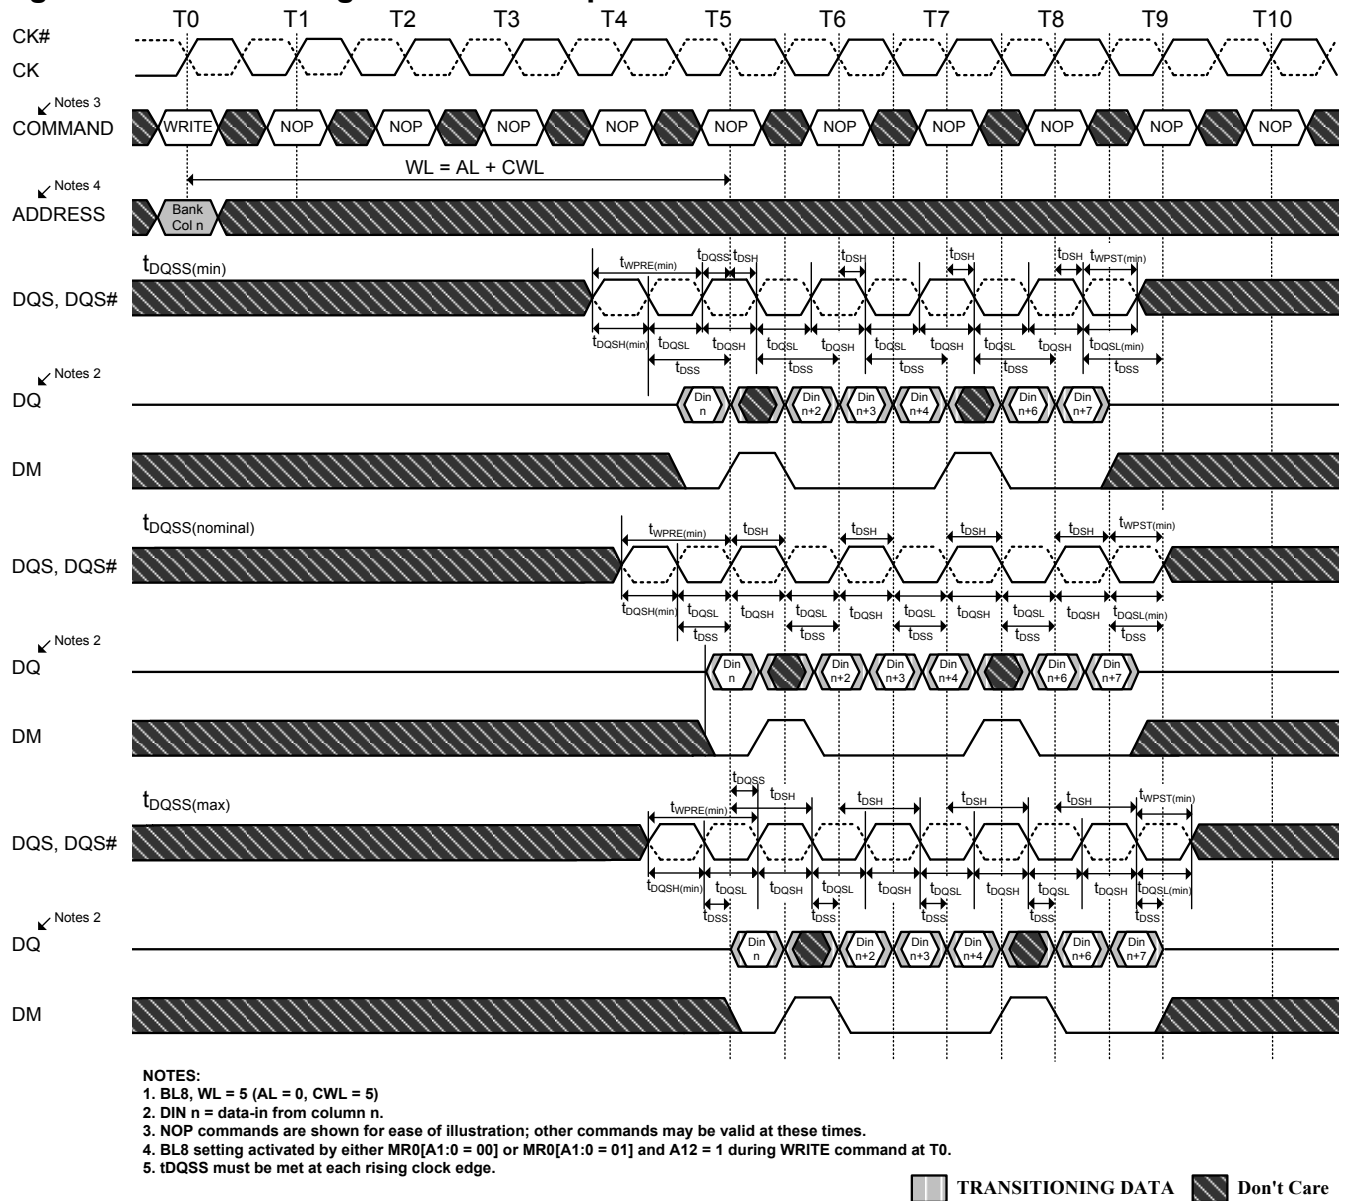 T0 T1 T2 T3 T4 T5 T6 T7 T8 T9 T10
CK#
CK
Notes 3
COMMAND
WRITE NOP NOP NOP NOP NOP NOP NOP NOP NOP NOP
WL = AL + CWL
Notes 4
ADDRESS
Bank
Col n
tDQSS(min)
tWPRE(min) tDQSS tDSH tDSH tDSH tDSH tWPST(min)
DQS, DQS#
tDQSH(min) tDQSL tDQSH tDQSL tDQSH tDQSL tDQSH tDQSL tDQSH tDQSL(min)
tDSS tDSS tDSS tDSS tDSS
Notes 2
DQ
Din n Din n+2 Din n+3 Din n+4 Din n+6 Din n+7
DM
tDQSS(nominal)
tWPRE(min) tDSH tDSH tDSH tDSH tWPST(min)
DQS, DQS#
tDQSH(min) tDQSL tDQSH tDQSL tDQSH tDQSL tDQSH tDQSL tDQSH tDQSL(min)
tDSS tDSS tDSS tDSS tDSS
Notes 2
DQ
Din n Din n+2 Din n+3 Din n+4 Din n+6 Din n+7
DM
tDQSS
tDQSS(max)
tWPRE(min) tDSH tDSH tDSH tDSH tWPST(min)
DQS, DQS#
tDQSH(min) tDQSL tDQSH tDQSL tDQSH tDQSL tDQSH tDQSL tDQSH tDQSL(min)
tDSS tDSS tDSS tDSS tDSS
Notes 2
DQ
Din n Din n+2 Din n+3 Din n+4 Din n+6 Din n+7
DM
NOTES:
1. BL8, WL = 5 (AL = 0, CWL = 5)
2. DIN n = data-in from column n.
3. NOP commands are shown for ease of illustration; other commands may be valid at these times.
4. BL8 setting activated by either MR0[A1:0 = 00] or MR0[A1:0 = 01] and A12 = 1 during WRITE command at T0.
5. tDQSS must be met at each rising clock edge.
TRANSITIONING DATA Don't Care